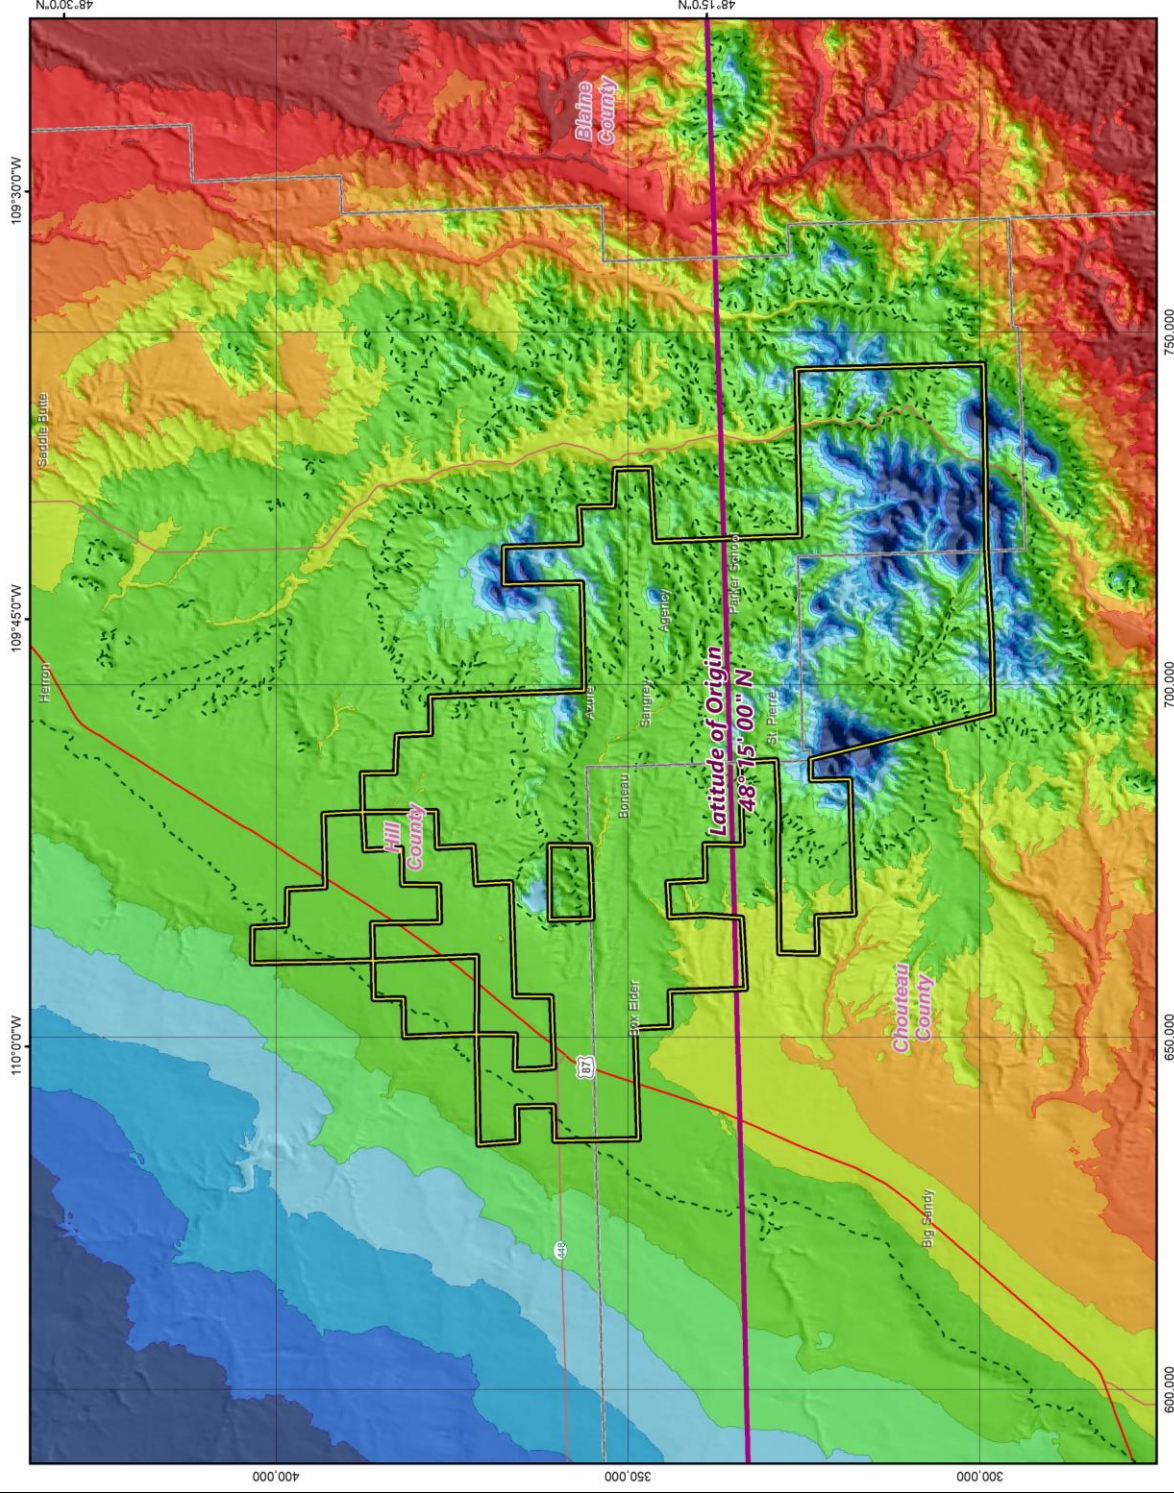 48°30'0"N
48°15'0"N
109°30'0"W
109°45'0"W
110°0'0"W
750,000
700,000
650,000
600,000
400,000
350,000
300,000
Blaine
County
Saddle Butte
Herron
Parker School
Agency
Azure
Sangrey
St. Pierre
Boneau
Latitude of Origin
48° 15' 00" N
Hill
County
Box Elder
Chouteau
County
87
448
Big Sandy